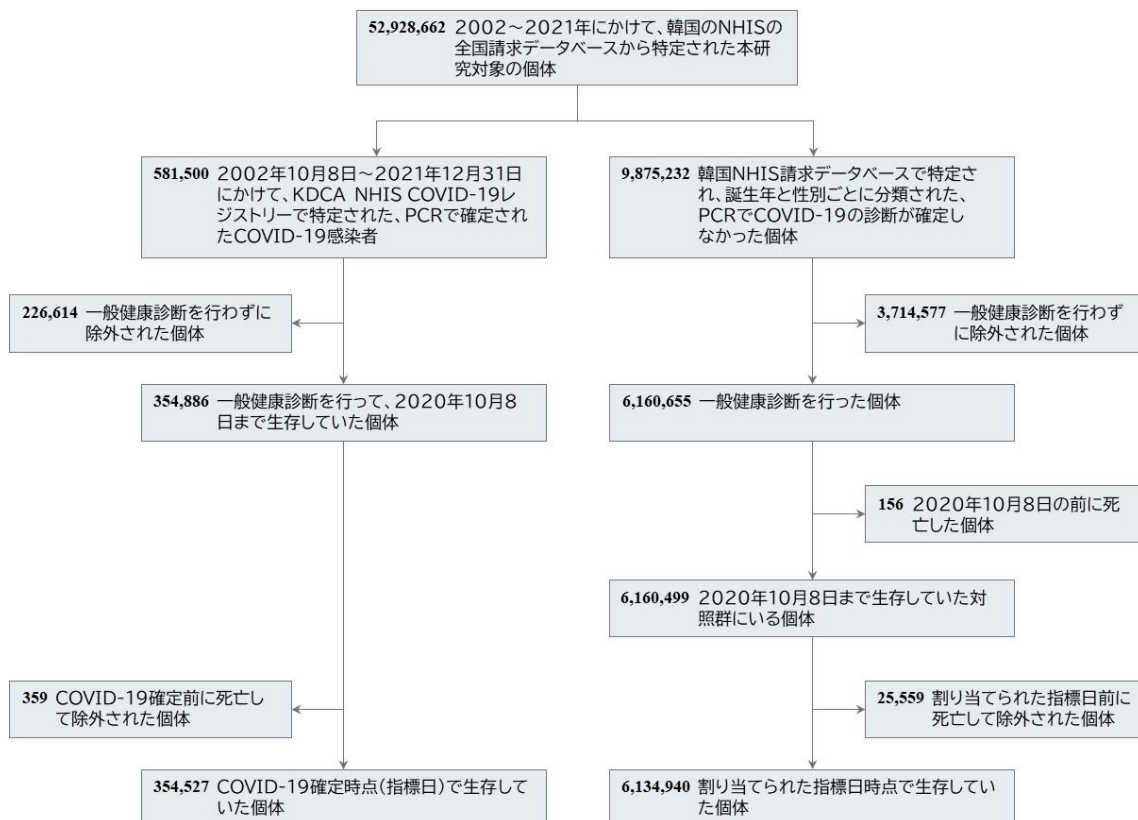 52,928,662 2002～2021年にかけて、韓国のNHISの
全国請求データベースから特定された本研
究対象の個体
581,500 2002年10月8日～2021年12月31日
にかけて、KDCA NHIS COVID-19レ
ジストリーで特定された、PCRで確定され
たCOVID-19感染者
9,875,232 韓国NHIS請求データベースで特定さ
れ、誕生年と性別ごとに分類された、
PCRでCOVID-19の診断が確定し
なかった個体
226,614 一般健康診断を行わずに
除外された個体
3,714,577 一般健康診断を行わず
に除外された個体
354,886 一般健康診断を行って、2020年10月8
日まで生存していた個体
6,160,655 一般健康診断を行った個体
156 2020年10月8日の前に死
亡した個体
6,160,499 2020年10月8日まで生存していた対
照群にいる個体
359 COVID-19確定前に死亡し
て除外された個体
25,559 割り当てられた指標日前に
死亡して除外された個体
354,527 COVID-19確定時点(指標日)で生存して
いた個体
6,134,940 割り当てられた指標日時点で生存してい
た個体